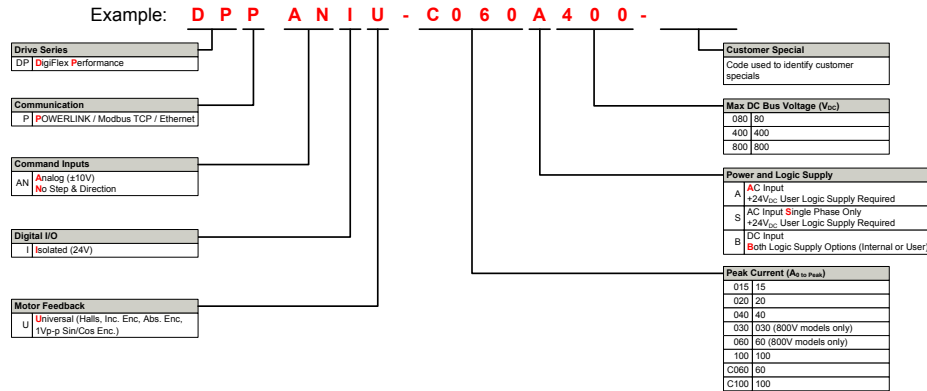 Example: D P P A N I U - C 0 6 0 A 4 0 0 -
Drive Series
DP DigiFlex Performance
Communication
P POWERLINK / Modbus TCP / Ethernet
Command Inputs
AN Analog (±10V)
No Step & Direction
Digital I/O
I Isolated (24V)
Motor Feedback
U Universal (Halls, Inc. Enc, Abs. Enc,
1Vp-p Sin/Cos Enc.)
Customer Special
Code used to identify customer
specials
Max DC Bus Voltage (VDC)
080 80
400 400
800 800
Power and Logic Supply
A AC Input
+24VDC User Logic Supply Required
S AC Input Single Phase Only
+24VDC User Logic Supply Required
B DC Input
Both Logic Supply Options (Internal or User)
Peak Current (A0 to Peak)
015 15
020 20
040 40
030 030 (800V models only)
060 60 (800V models only)
100 100
C060 60
C100 100